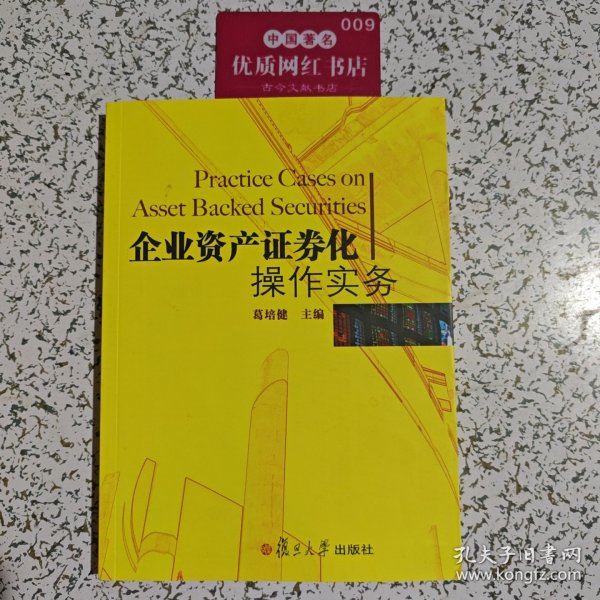 009
中国著名
优质网红书店
古今文献书店
Practice Cases on
Asset Backed Securities
企业资产证券化
操作实务
葛培健 主编
復旦大學出版社
孔夫子旧书网
www.kongfz.com